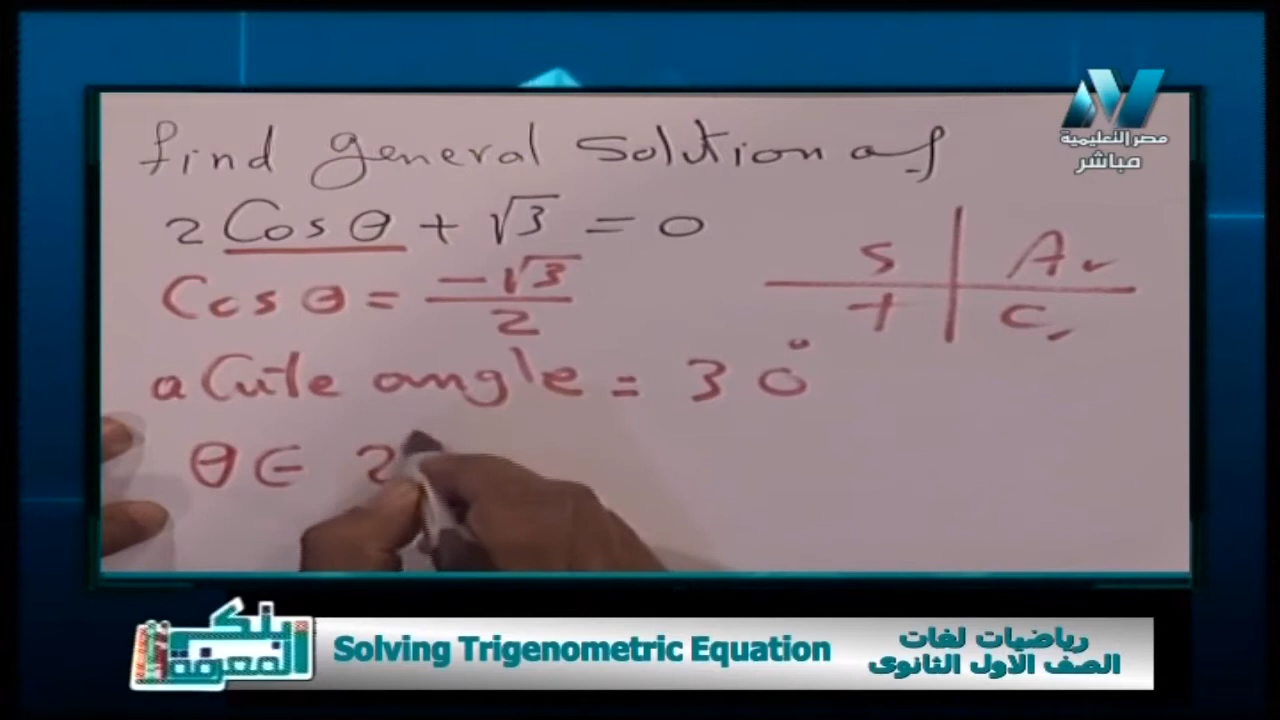 مصر التعليمية
مباشر
find general solution of
2 Cos θ + √3 = 0
S A
Cos θ = -√3/2
T C
acute angle = 30°
θ ∈ 2
بنك المعرفة
Solving Trigenometric Equation
رياضيات لغات
الصف الاول الثانوى